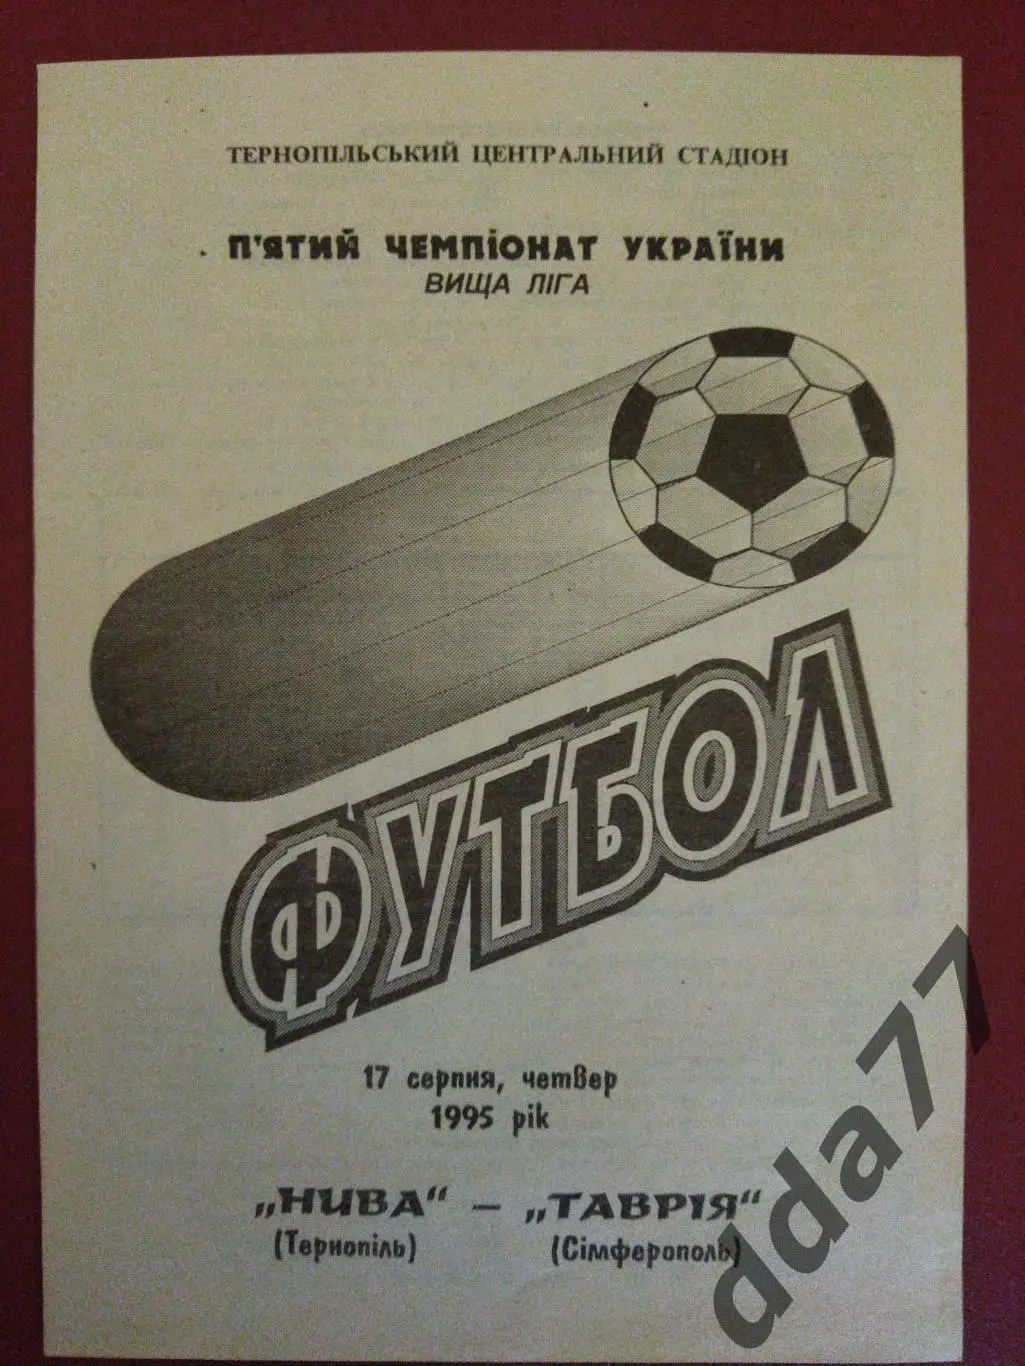 ТЕРНОПІЛЬСЬКИЙ ЦЕНТРАЛЬНИЙ СТАДІОН
П'ЯТИЙ ЧЕМПІОНАТ УКРАЇНИ
ВИЩА ЛІГА
ФУТБОЛ
17 серпня, четвер
1995 рік
„НИВА“ – „ТАВРІЯ“
(Тернопіль) (Сімферополь)
dda77